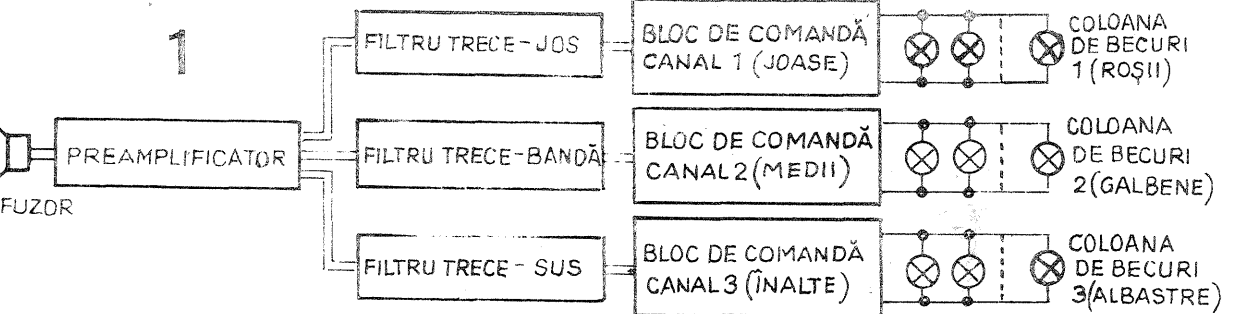 1
FILTRU TRECE-JOS
BLOC DE COMANDĂ
CANAL 1 (JOASE)
COLOANA
DE BECURI
1 (ROȘII)
PREAMPLIFICATOR
FUZOR
FILTRU TRECE-BANDĂ
BLOC DE COMANDĂ
CANAL 2 (MEDII)
COLOANA
DE BECURI
2 (GALBENE)
FILTRU TRECE-SUS
BLOC DE COMANDĂ
CANAL 3 (ÎNALTE)
COLOANA
DE BECURI
3 (ALBASTRE)